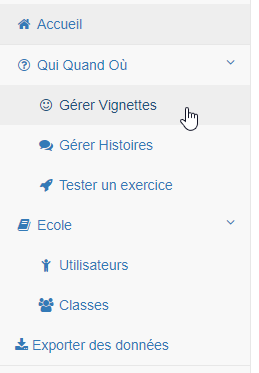 Accueil
Qui Quand Où
Gérer Vignettes
Gérer Histoires
Tester un exercice
Ecole
Utilisateurs
Classes
Exporter des données